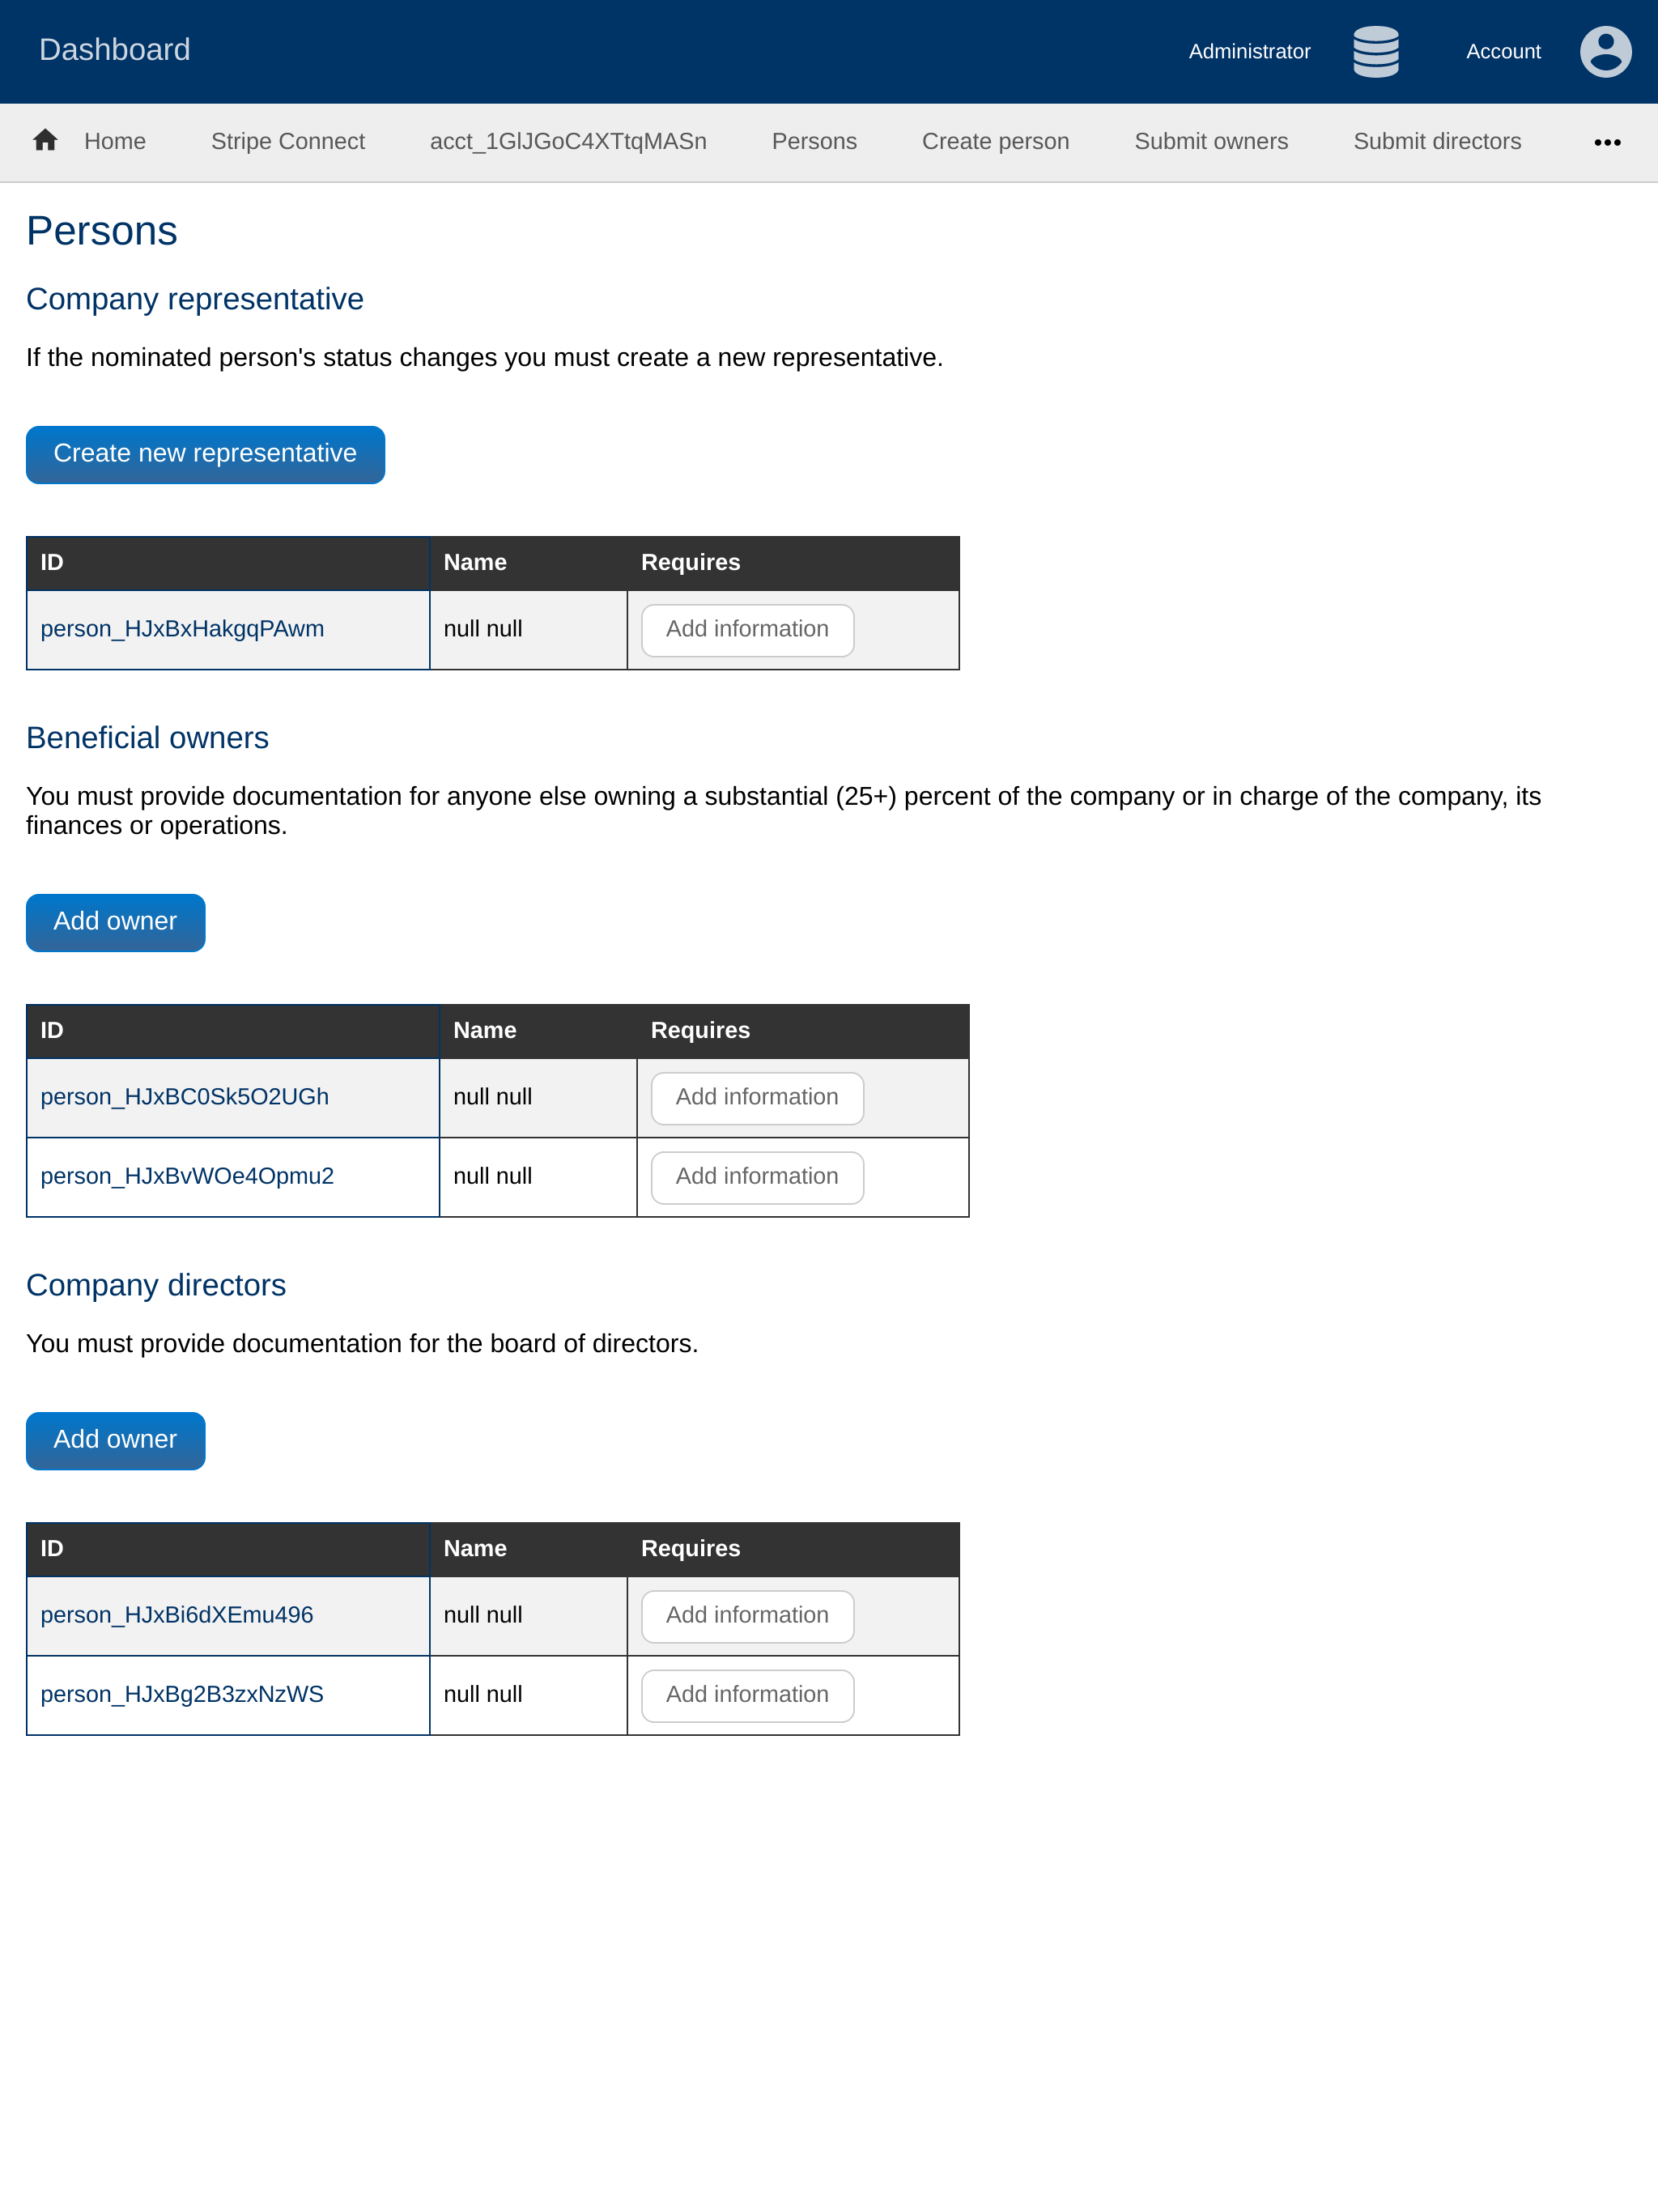 Dashboard
Administrator
Account
Home Stripe Connect acct_1GlJGoC4XTtqMASn Persons Create person Submit owners Submit directors
Persons
Company representative
If the nominated person's status changes you must create a new representative.
Create new representative
ID Name Requires
person_HJxBxHakgqPAwm null null Add information
Beneficial owners
You must provide documentation for anyone else owning a substantial (25+) percent of the company or in charge of the company, its
finances or operations.
Add owner
ID Name Requires
person_HJxBC0Sk5O2UGh null null Add information
person_HJxBvWOe4Opmu2 null null Add information
Company directors
You must provide documentation for the board of directors.
Add owner
ID Name Requires
person_HJxBi6dXEmu496 null null Add information
person_HJxBg2B3zxNzWS null null Add information